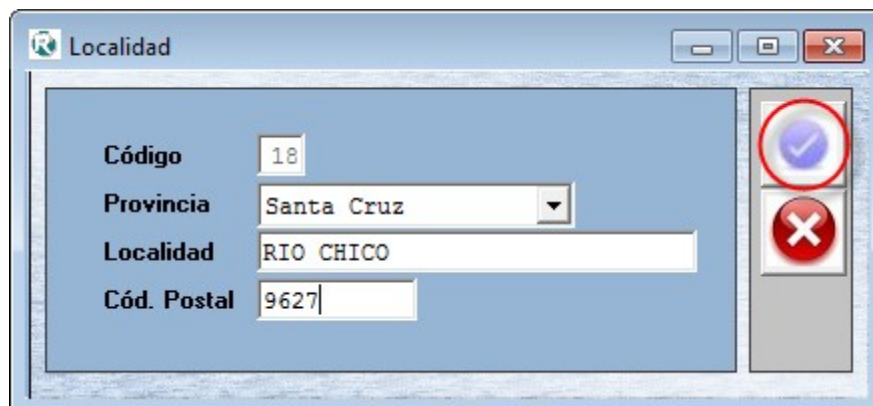 Localidad
Código 18
Provincia Santa Cruz
Localidad RIO CHICO
Cód. Postal 9627